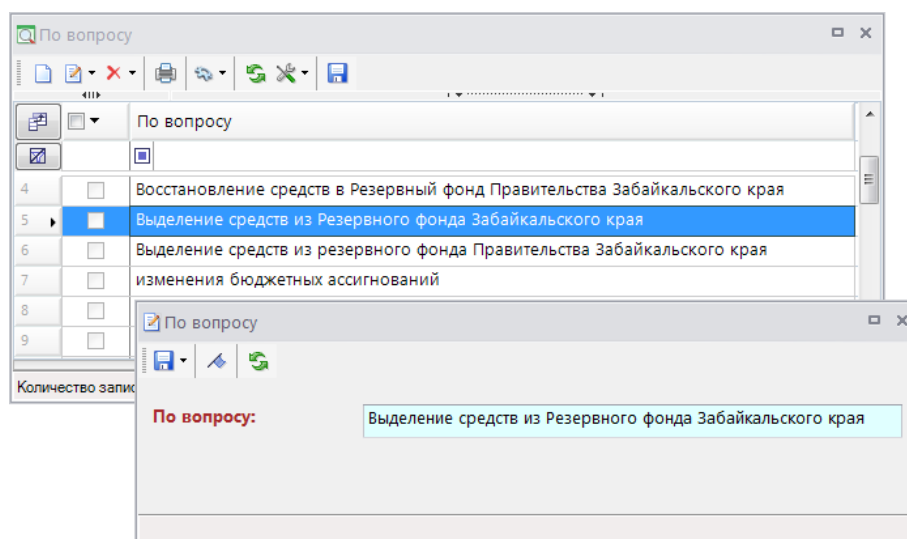 По вопросу
По вопросу
4 Восстановление средств в Резервный фонд Правительства Забайкальского края
5 Выделение средств из Резервного фонда Забайкальского края
6 Выделение средств из резервного фонда Правительства Забайкальского края
7 изменения бюджетных ассигнований
8
9
Количество запис
По вопросу
По вопросу: Выделение средств из Резервного фонда Забайкальского края